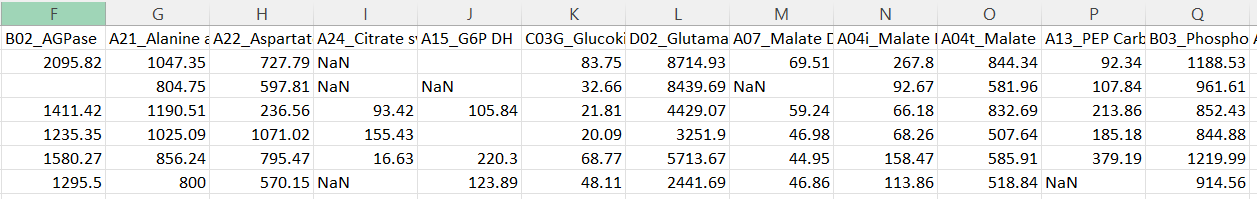 F G H I J K L M N O P Q
B02_AGPase A21_Alanine a A22_Aspartat A24_Citrate sy A15_G6P DH C03G_Glucoki D02_Glutama A07_Malate D A04i_Malate A04t_Malate A13_PEP Carb B03_Phospho
2095.82 1047.35 727.79 NaN 83.75 8714.93 69.51 267.8 844.34 92.34 1188.53
804.75 597.81 NaN NaN 32.66 8439.69 NaN 92.67 581.96 107.84 961.61
1411.42 1190.51 236.56 93.42 105.84 21.81 4429.07 59.24 66.18 832.69 213.86 852.43
1235.35 1025.09 1071.02 155.43 20.09 3251.9 46.98 68.26 507.64 185.18 844.88
1580.27 856.24 795.47 16.63 220.3 68.77 5713.67 44.95 158.47 585.91 379.19 1219.99
1295.5 800 570.15 NaN 123.89 48.11 2441.69 46.86 113.86 518.84 NaN 914.56